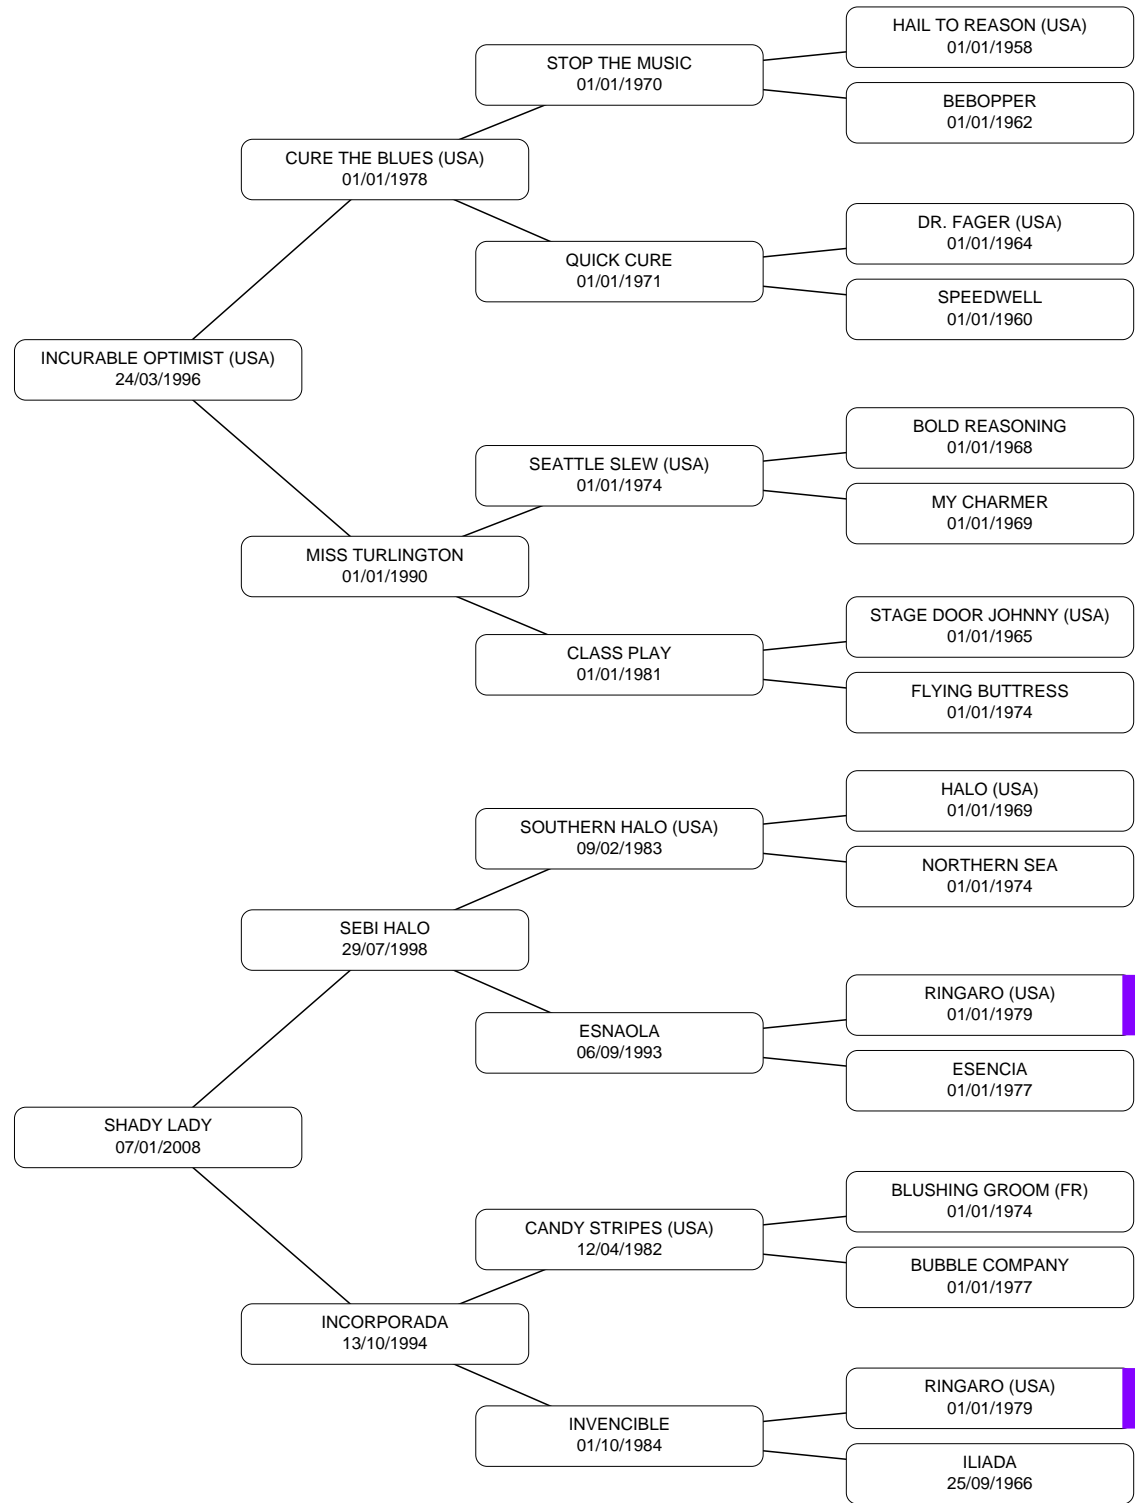 HAIL TO REASON (USA)
01/01/1958
STOP THE MUSIC
01/01/1970
BEBOPPER
01/01/1962
CURE THE BLUES (USA)
01/01/1978
DR. FAGER (USA)
01/01/1964
QUICK CURE
01/01/1971
SPEEDWELL
01/01/1960
INCURABLE OPTIMIST (USA)
24/03/1996
BOLD REASONING
01/01/1968
SEATTLE SLEW (USA)
01/01/1974
MY CHARMER
01/01/1969
MISS TURLINGTON
01/01/1990
STAGE DOOR JOHNNY (USA)
01/01/1965
CLASS PLAY
01/01/1981
FLYING BUTTRESS
01/01/1974
HALO (USA)
01/01/1969
SOUTHERN HALO (USA)
09/02/1983
NORTHERN SEA
01/01/1974
SEBI HALO
29/07/1998
RINGARO (USA)
01/01/1979
ESNAOLA
06/09/1993
ESENCIA
01/01/1977
SHADY LADY
07/01/2008
BLUSHING GROOM (FR)
01/01/1974
CANDY STRIPES (USA)
12/04/1982
BUBBLE COMPANY
01/01/1977
INCORPORADA
13/10/1994
RINGARO (USA)
01/01/1979
INVENCIBLE
01/10/1984
ILIADA
25/09/1966